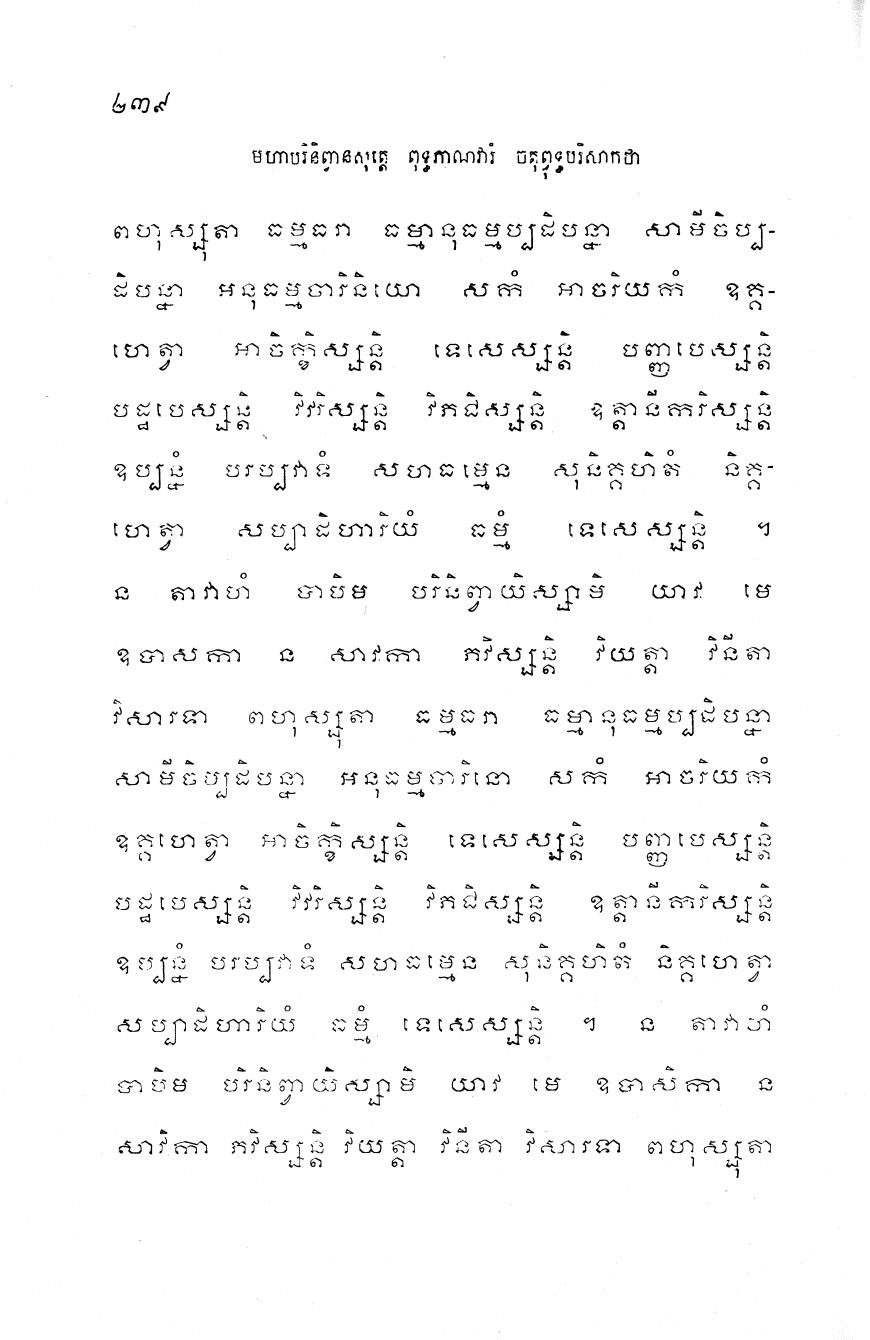 ២៣៩
មហាបរិនិព្វានសុត្តេ ពុទ្ធភាណវារំ ចតុព្វុទ្ធបរិសាកថា
ពហុស្សុតា ធម្មធរា ធម្មានុធម្មប្បដិបន្នា សាមីចិប្ប-
ដិបន្នា អនុធម្មចារិនិយោ សកំ អាចរិយកំ ឧគ្គ-
ហេត្វា អាចិក្ខិស្សន្តិ ទេសេស្សន្តិ បញ្ញបេស្សន្តិ
បដ្ឋបេស្សន្តិ វិវរិស្សន្តិ វិភជិស្សន្តិ ឧត្តានីករិស្សន្តិ
ឧប្បន្នំ បរប្បវាទំ សហធម្មេន សុនិគ្គហិតំ និគ្គ-
ហេត្វា សប្បាដិហារិយំ ធម្មំ ទេសេស្សន្តិ ។
ន តាវាហំ បាបិម បរិនិព្វាយិស្សាមិ យាវ មេ
ឧបាសកា ន សាវកា ភវិស្សន្តិ វិយត្តា វិនីតា
វិសារទា ពហុស្សុតា ធម្មធរា ធម្មានុធម្មប្បដិបន្នា
សាមីចិប្បដិបន្នា អនុធម្មចារិនោ សកំ អាចរិយកំ
ឧគ្គហេត្វា អាចិក្ខិស្សន្តិ ទេសេស្សន្តិ បញ្ញបេស្សន្តិ
បដ្ឋបេស្សន្តិ វិវរិស្សន្តិ វិភជិស្សន្តិ ឧត្តានីករិស្សន្តិ
ឧប្បន្នំ បរប្បវាទំ សហធម្មេន សុនិគ្គហិតំ និគ្គហេត្វា
សប្បាដិហារិយំ ធម្មំ ទេសេស្សន្តិ ។ ន តាវាហំ
បាបិម បរិនិព្វាយិស្សាមិ យាវ មេ ឧបាសិកា ន
សាវិកា ភវិស្សន្តិ វិយត្តា វិនីតា វិសារទា ពហុស្សុតា